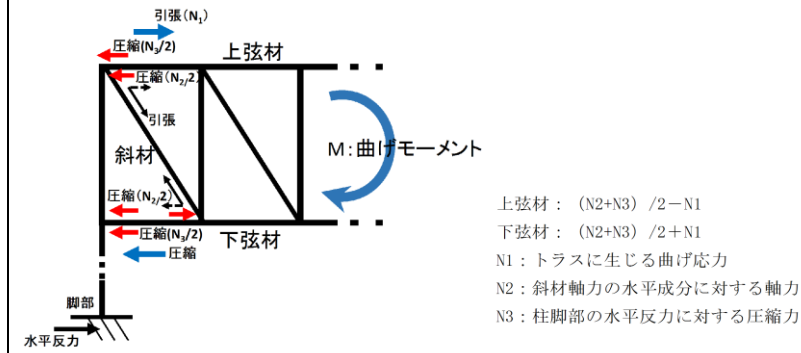 引張(N₁)
圧縮(N₃/2)
上弦材
圧縮(N₂/2)
引張
斜材
M:曲げモーメント
圧縮(N₂/2)
圧縮(N₃/2)
下弦材
圧縮
脚部
水平反力
上弦材: (N2+N3)/2−N1
下弦材: (N2+N3)/2+N1
N1:トラスに生じる曲げ応力
N2:斜材軸力の水平成分に対する軸力
N3:柱脚部の水平反力に対する圧縮力